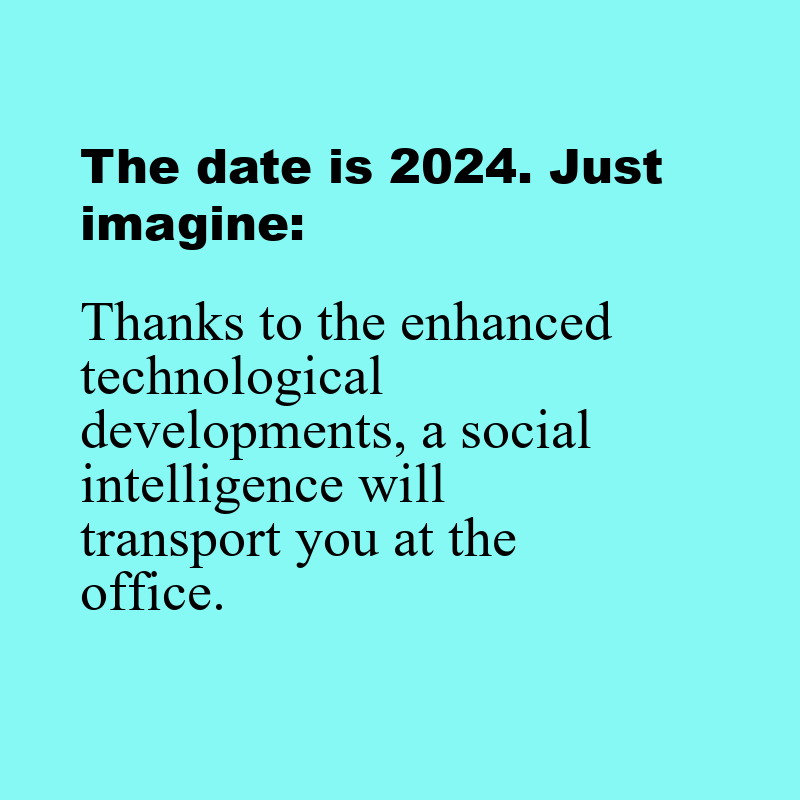 The date is 2024. Just
imagine:
Thanks to the enhanced
technological
developments, a social
intelligence will
transport you at the
office.